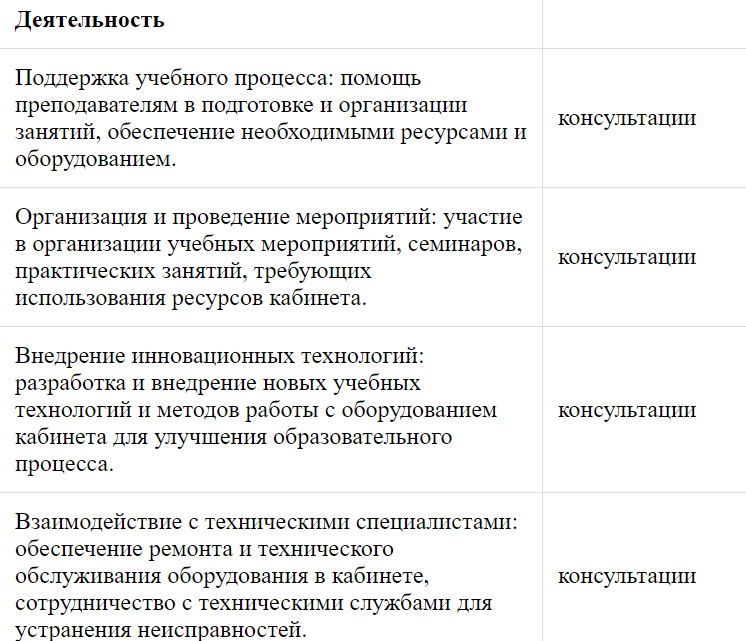 Деятельность
Поддержка учебного процесса: помощь
преподавателям в подготовке и организации
занятий, обеспечение необходимыми ресурсами и
оборудованием.
консультации
Организация и проведение мероприятий: участие
в организации учебных мероприятий, семинаров,
практических занятий, требующих
использования ресурсов кабинета.
консультации
Внедрение инновационных технологий:
разработка и внедрение новых учебных
технологий и методов работы с оборудованием
кабинета для улучшения образовательного
процесса.
консультации
Взаимодействие с техническими специалистами:
обеспечение ремонта и технического
обслуживания оборудования в кабинете,
сотрудничество с техническими службами для
устранения неисправностей.
консультации